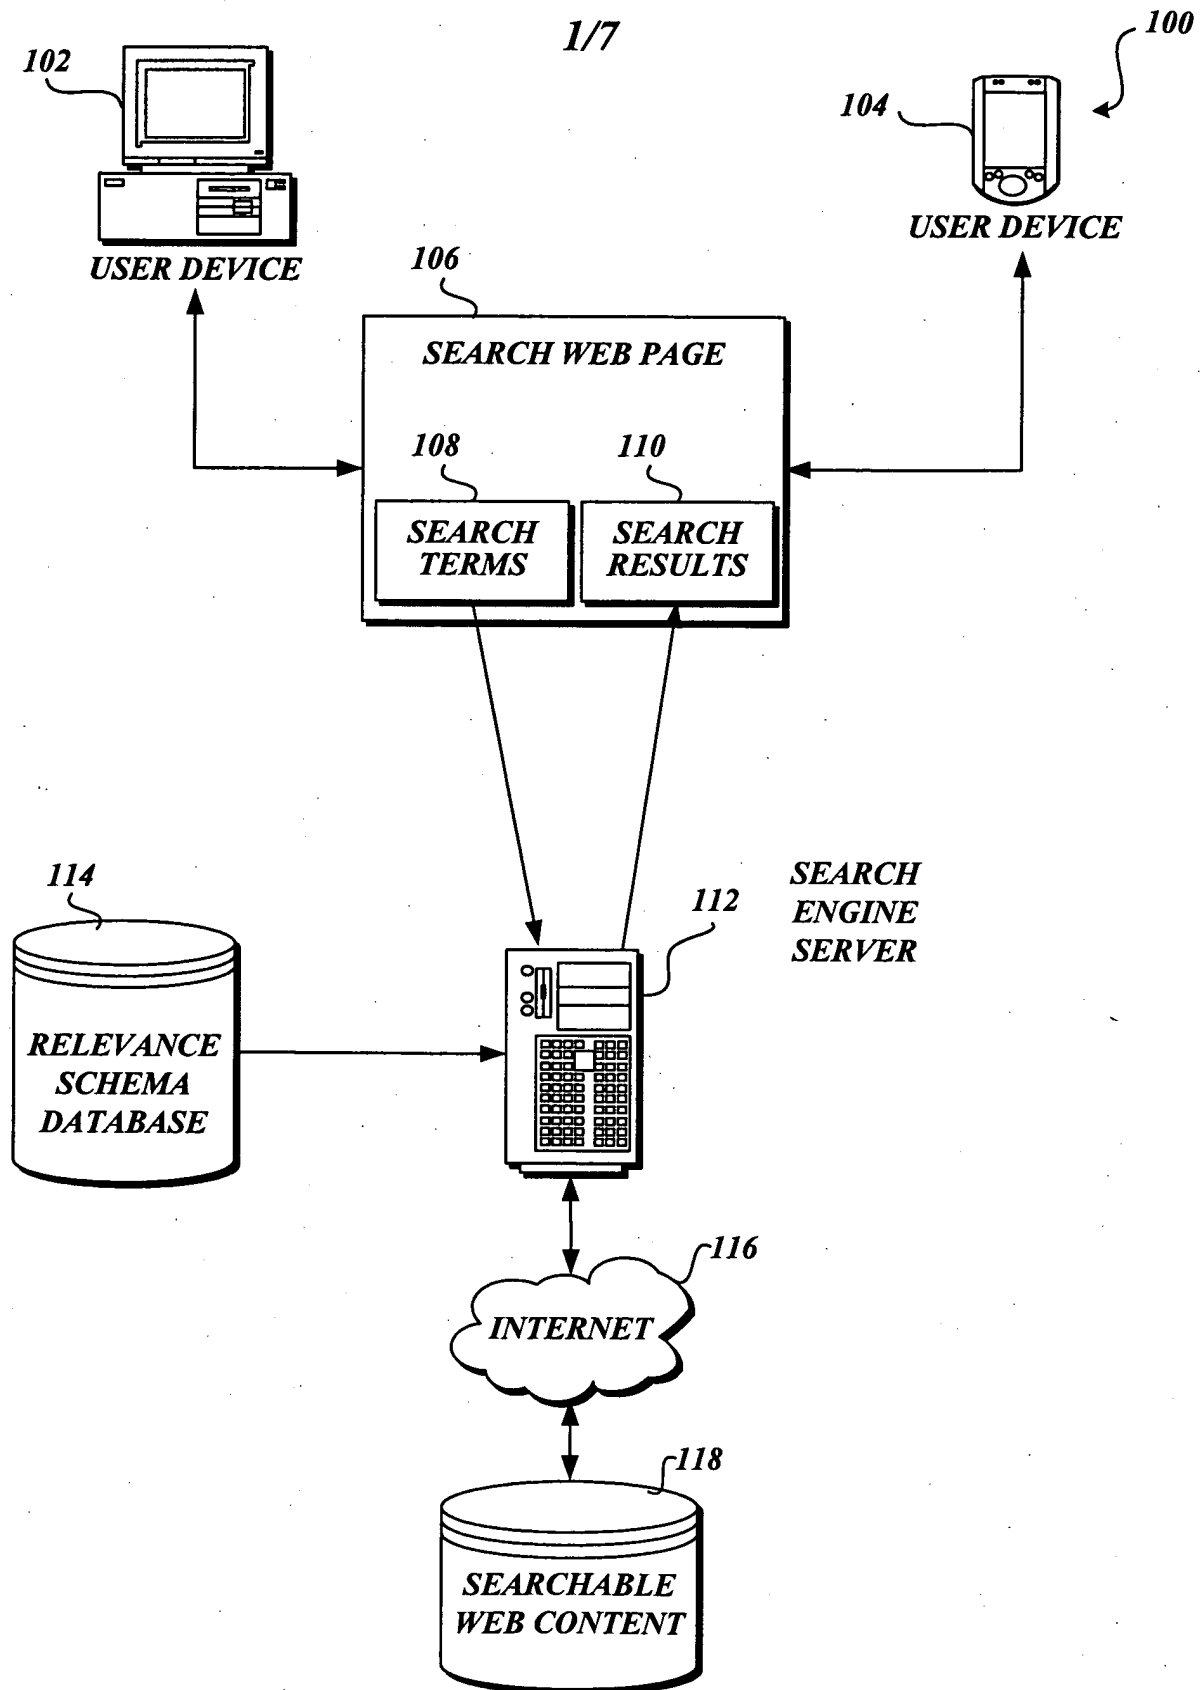 1/7
100
102
104
USER DEVICE
USER DEVICE
106
SEARCH WEB PAGE
108
110
SEARCH
TERMS
SEARCH
RESULTS
114
112
SEARCH
ENGINE
SERVER
RELEVANCE
SCHEMA
DATABASE
116
INTERNET
118
SEARCHABLE
WEB CONTENT